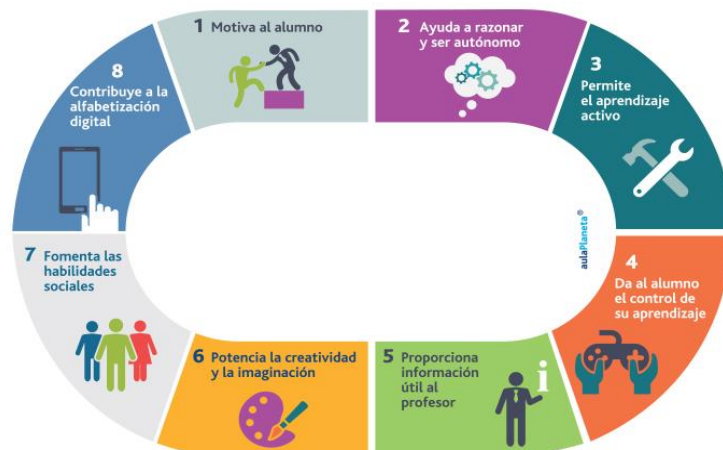 1 Motiva al alumno
2 Ayuda a razonar
y ser autónomo
3
Permite
el aprendizaje
activo
4
Da al alumno
el control de
su aprendizaje
5 Proporciona
información
útil al
profesor
i
6 Potencia la creatividad
y la imaginación
7 Fomenta las
habilidades
sociales
8
Contribuye a la
alfabetización
digital
aulaPlaneta®